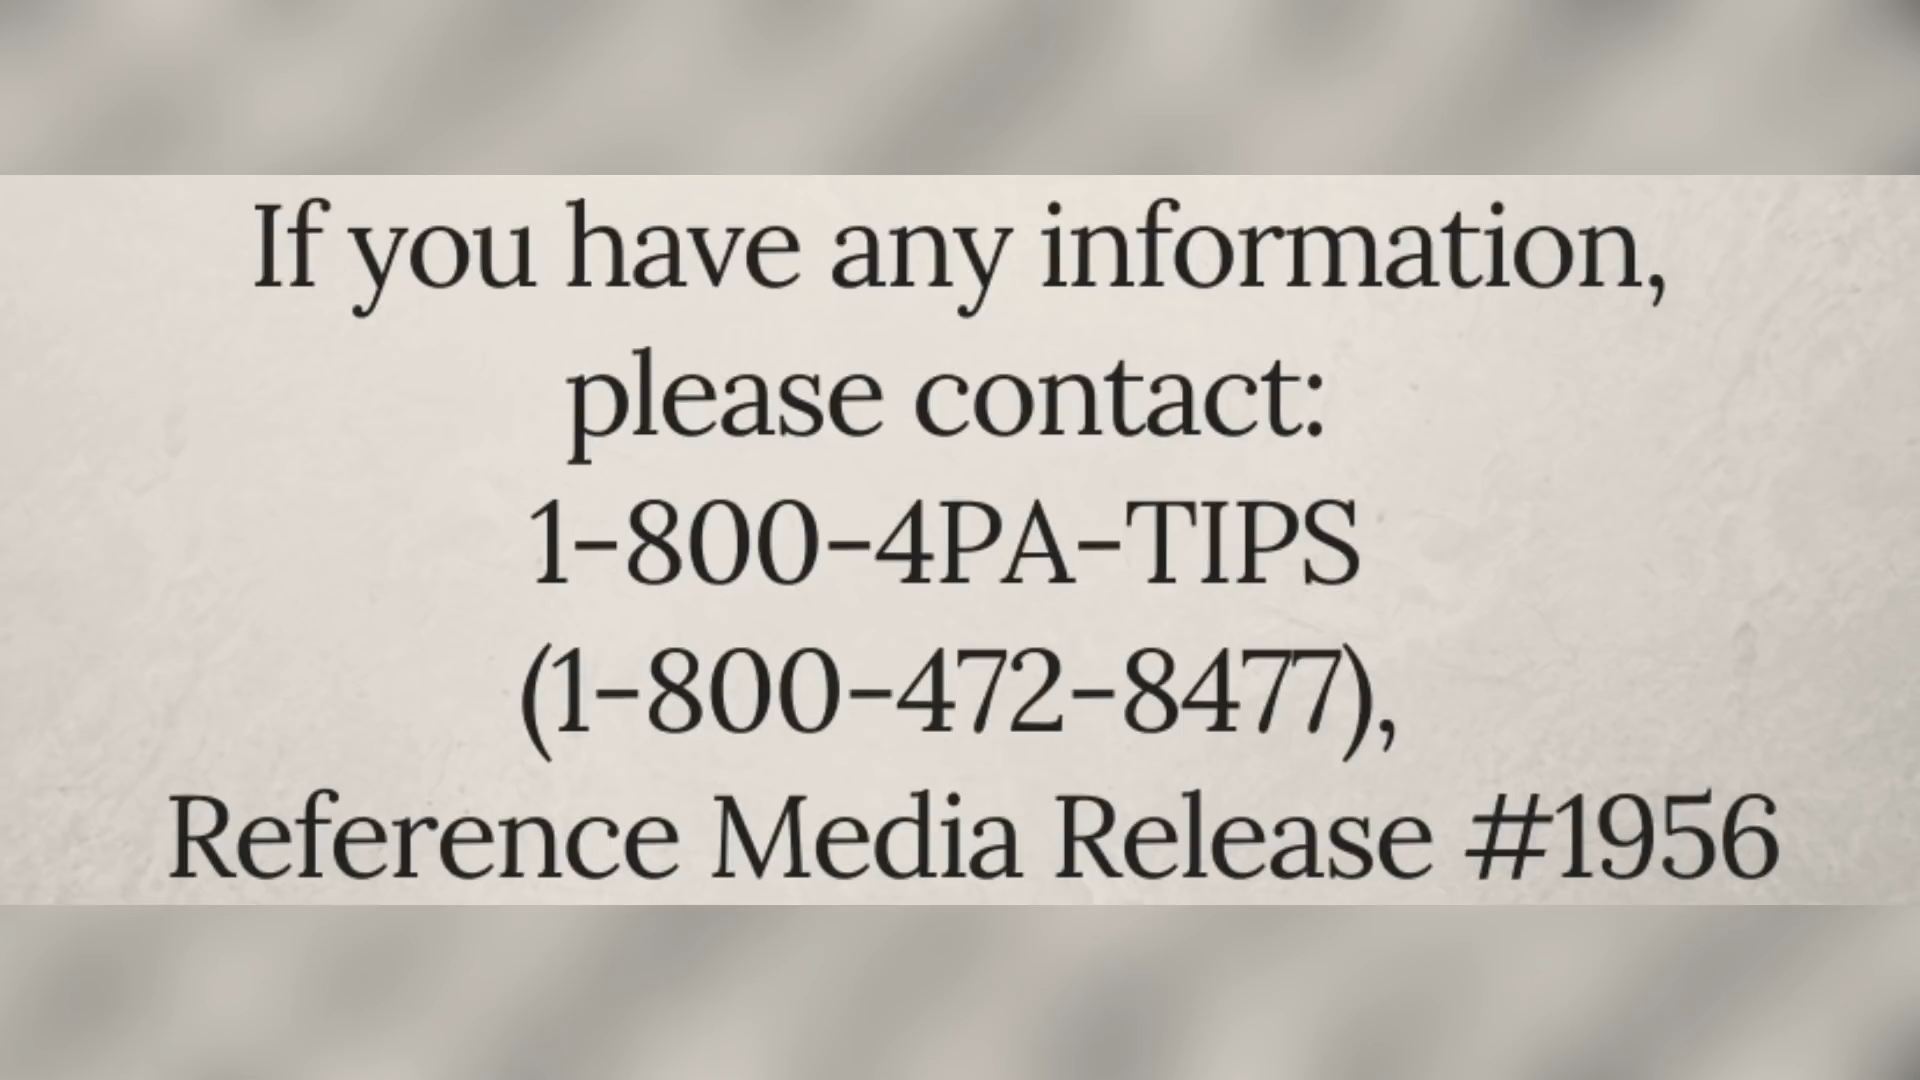 If you have any information,
please contact:
1-800-4PA-TIPS
(1-800-472-8477),
Reference Media Release #1956